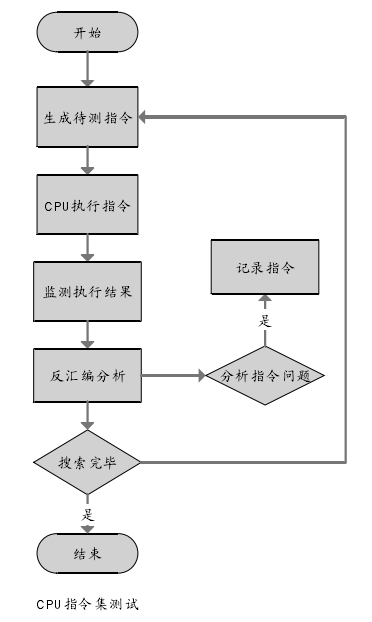 开始
生成待测指令
CPU执行指令
监测执行结果
记录指令
是
反汇编分析
分析指令问题
搜索完毕
是
结束
CPU指令集测试